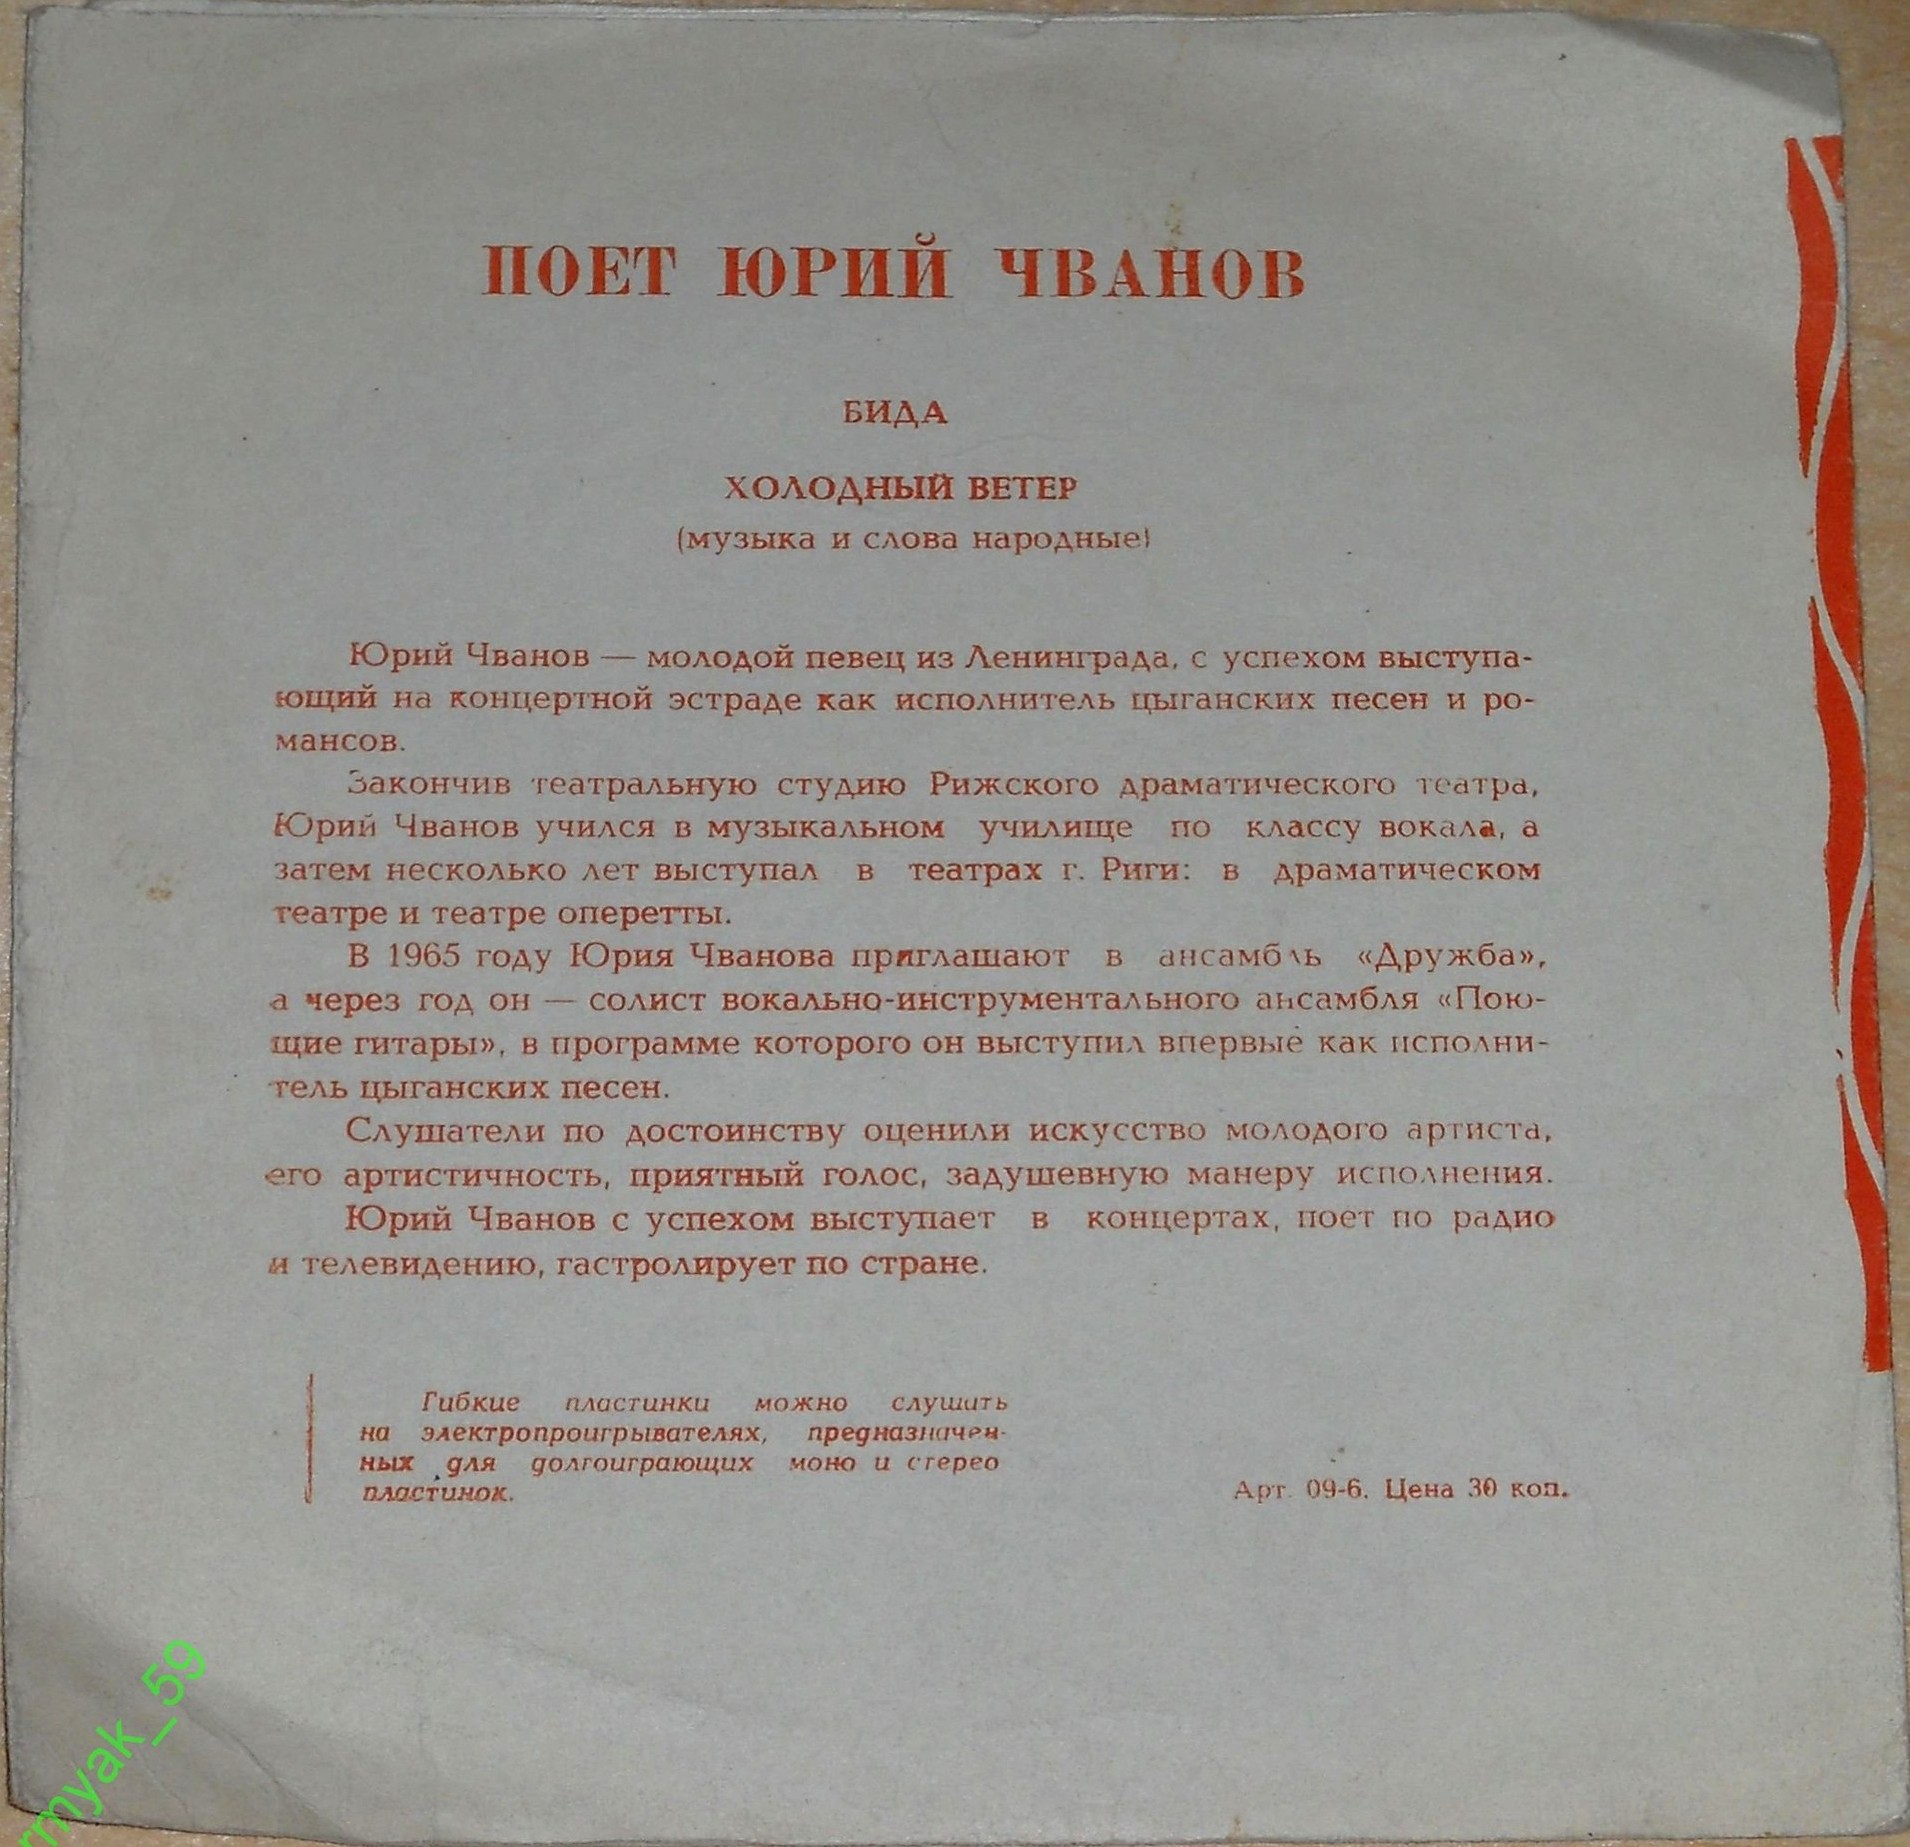 ПОЕТ ЮРИЙ ЧВАНОВ
БИДА
ХОЛОДНЫЙ ВЕТЕР
(музыка и слова народные)
Юрий Чванов — молодой певец из Ленинграда, с успехом выступа-
ющий на концертной эстраде как исполнитель цыганских песен и ро-
мансов.
Закончив театральную студию Рижского драматического театра,
Юрий Чванов учился в музыкальном училище по классу вокала, а
затем несколько лет выступал в театрах г. Риги: в драматическом
театре и театре оперетты.
В 1965 году Юрия Чванова приглашают в ансамбль «Дружба»,
а через год он — солист вокально-инструментального ансамбля «Пою-
щие гитары», в программе которого он выступил впервые как исполни-
тель цыганских песен.
Слушатели по достоинству оценили искусство молодого артиста,
его артистичность, приятный голос, задушевную манеру исполнения.
Юрий Чванов с успехом выступает в концертах, поет по радио
и телевидению, гастролирует по стране.
Гибкие пластинки можно слушать
на электропроигрывателях, предназначен-
ных для долгоиграющих моно и стерео
пластинок.
Арт. 09-6. Цена 30 коп.
rmyak_59